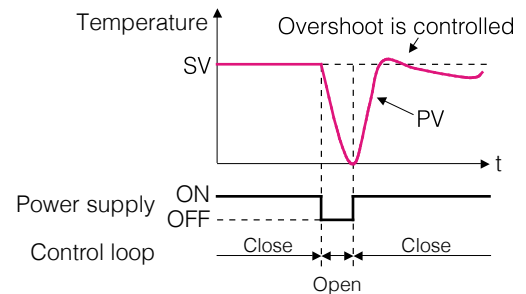 Temperature
Overshoot is controlled
SV
PV
t
Power supply
ON
OFF
Control loop
Close
Close
Open